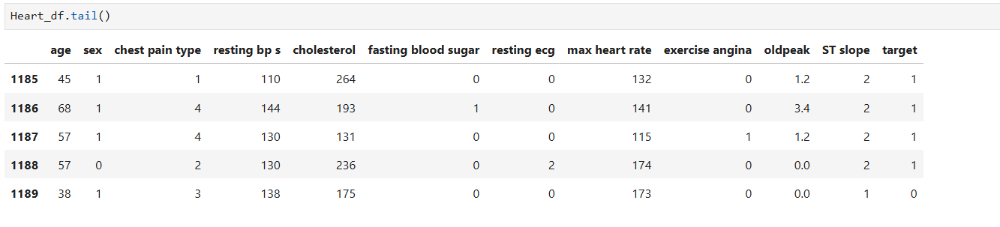 Heart_df.tail()
age sex chest pain type resting bp s cholesterol fasting blood sugar resting ecg max heart rate exercise angina oldpeak ST slope target
1185 45 1 1 110 264 0 0 132 0 1.2 2 1
1186 68 1 4 144 193 1 0 141 0 3.4 2 1
1187 57 1 4 130 131 0 0 115 1 1.2 2 1
1188 57 0 2 130 236 0 2 174 0 0.0 2 1
1189 38 1 3 138 175 0 0 173 0 0.0 1 0